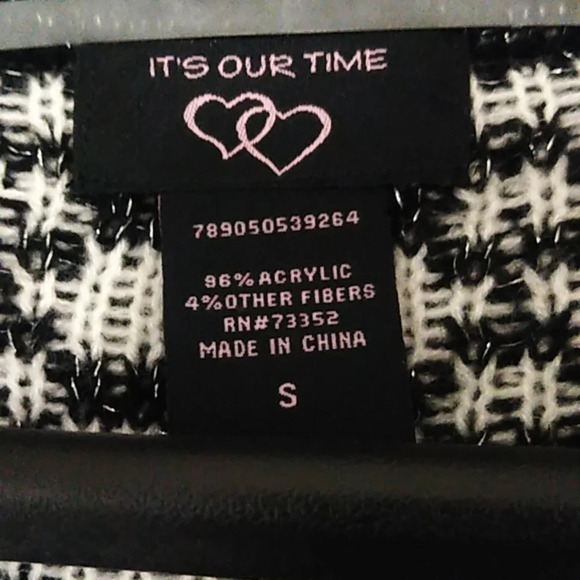 IT'S OUR TIME
789050539264
96% ACRYLIC
4% OTHER FIBERS
RN#73352
MADE IN CHINA
S